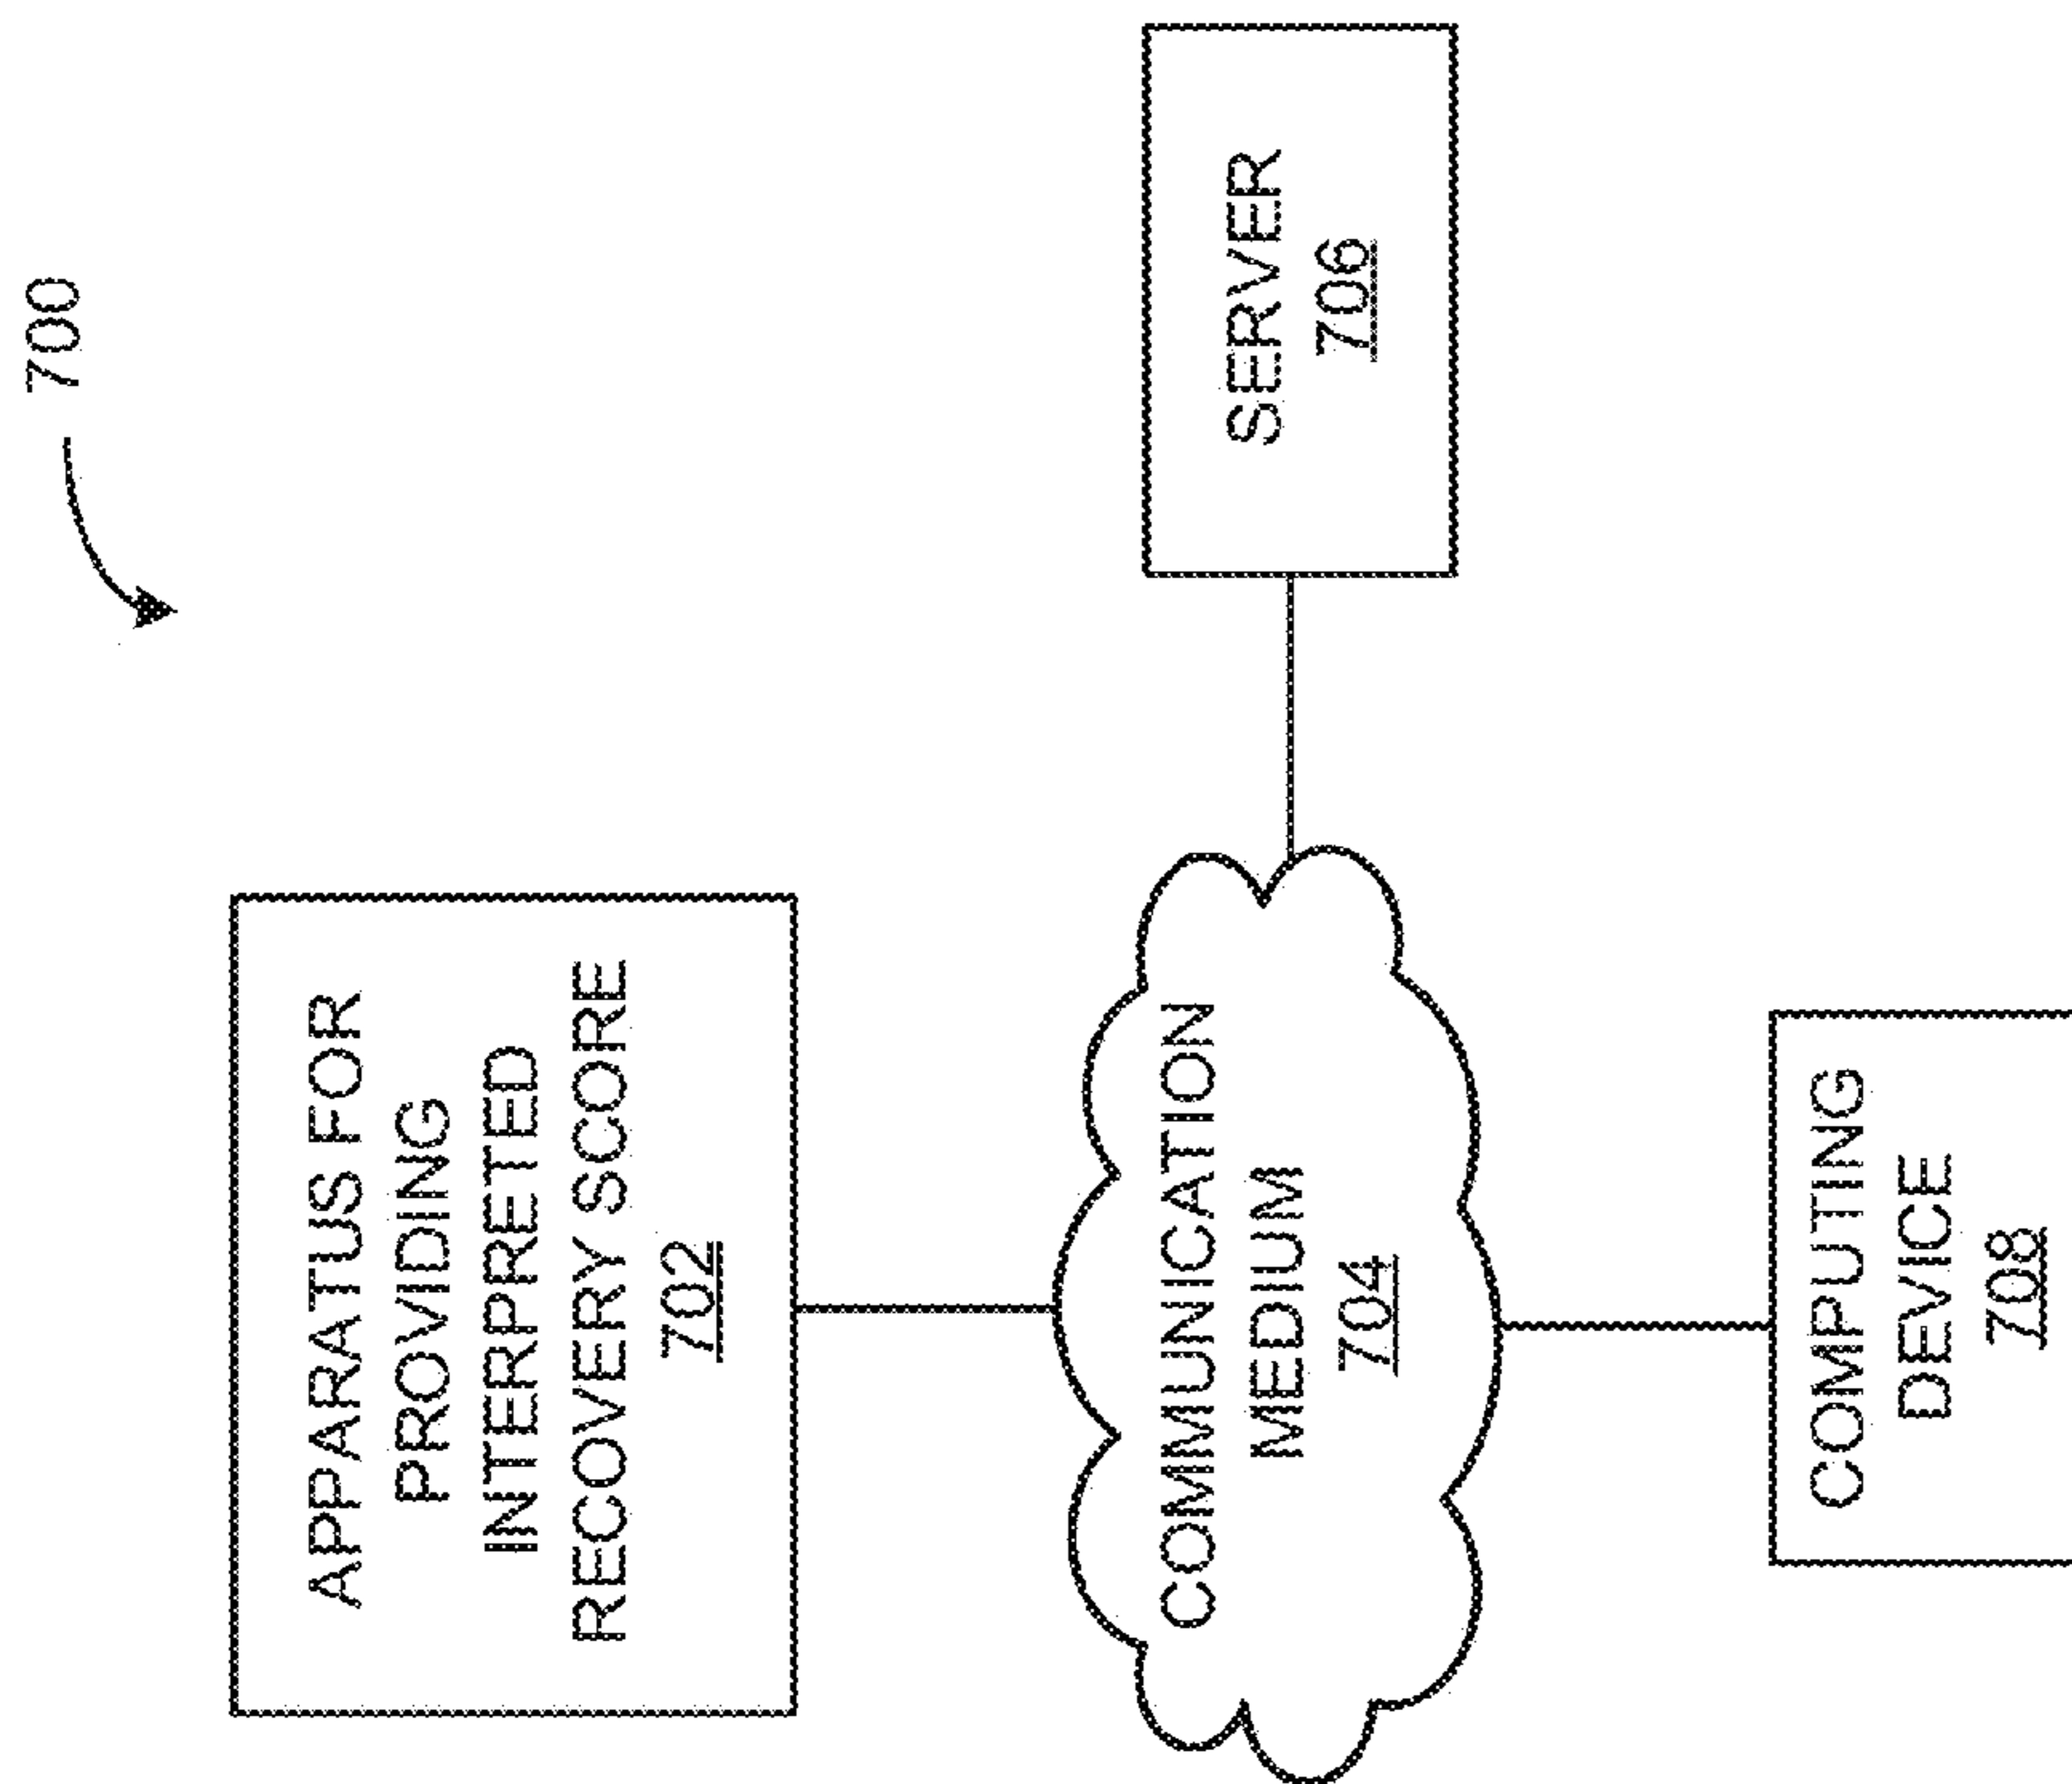 700
APPARATUS FOR
PROVIDING
INTERPRETED
RECOVERY SCORE
702
COMMUNICATION
MEDIUM
704
SERVER
706
COMPUTING
DEVICE
708